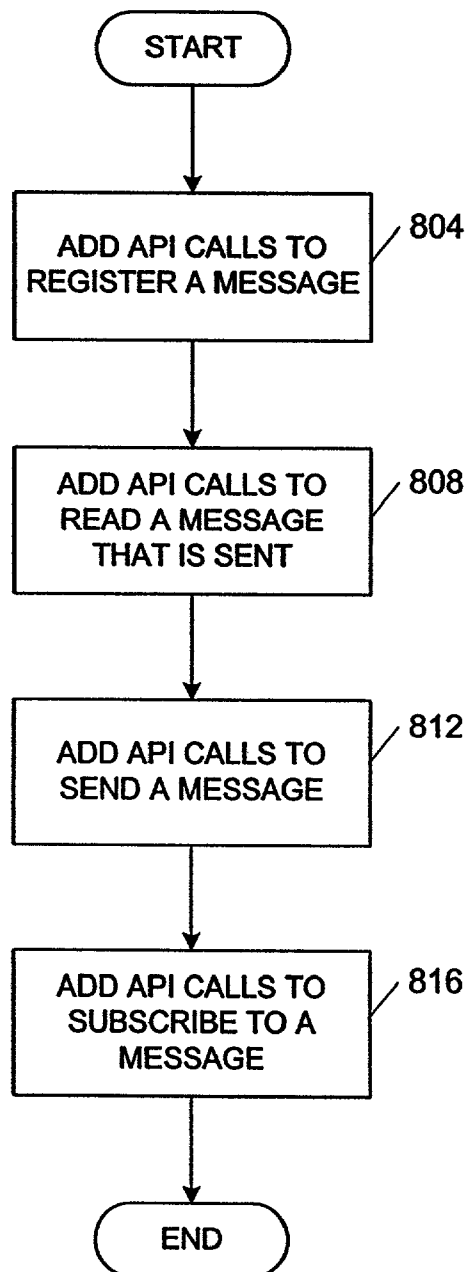 START
804
ADD API CALLS TO
REGISTER A MESSAGE
808
ADD API CALLS TO
READ A MESSAGE
THAT IS SENT
812
ADD API CALLS TO
SEND A MESSAGE
816
ADD API CALLS TO
SUBSCRIBE TO A
MESSAGE
END